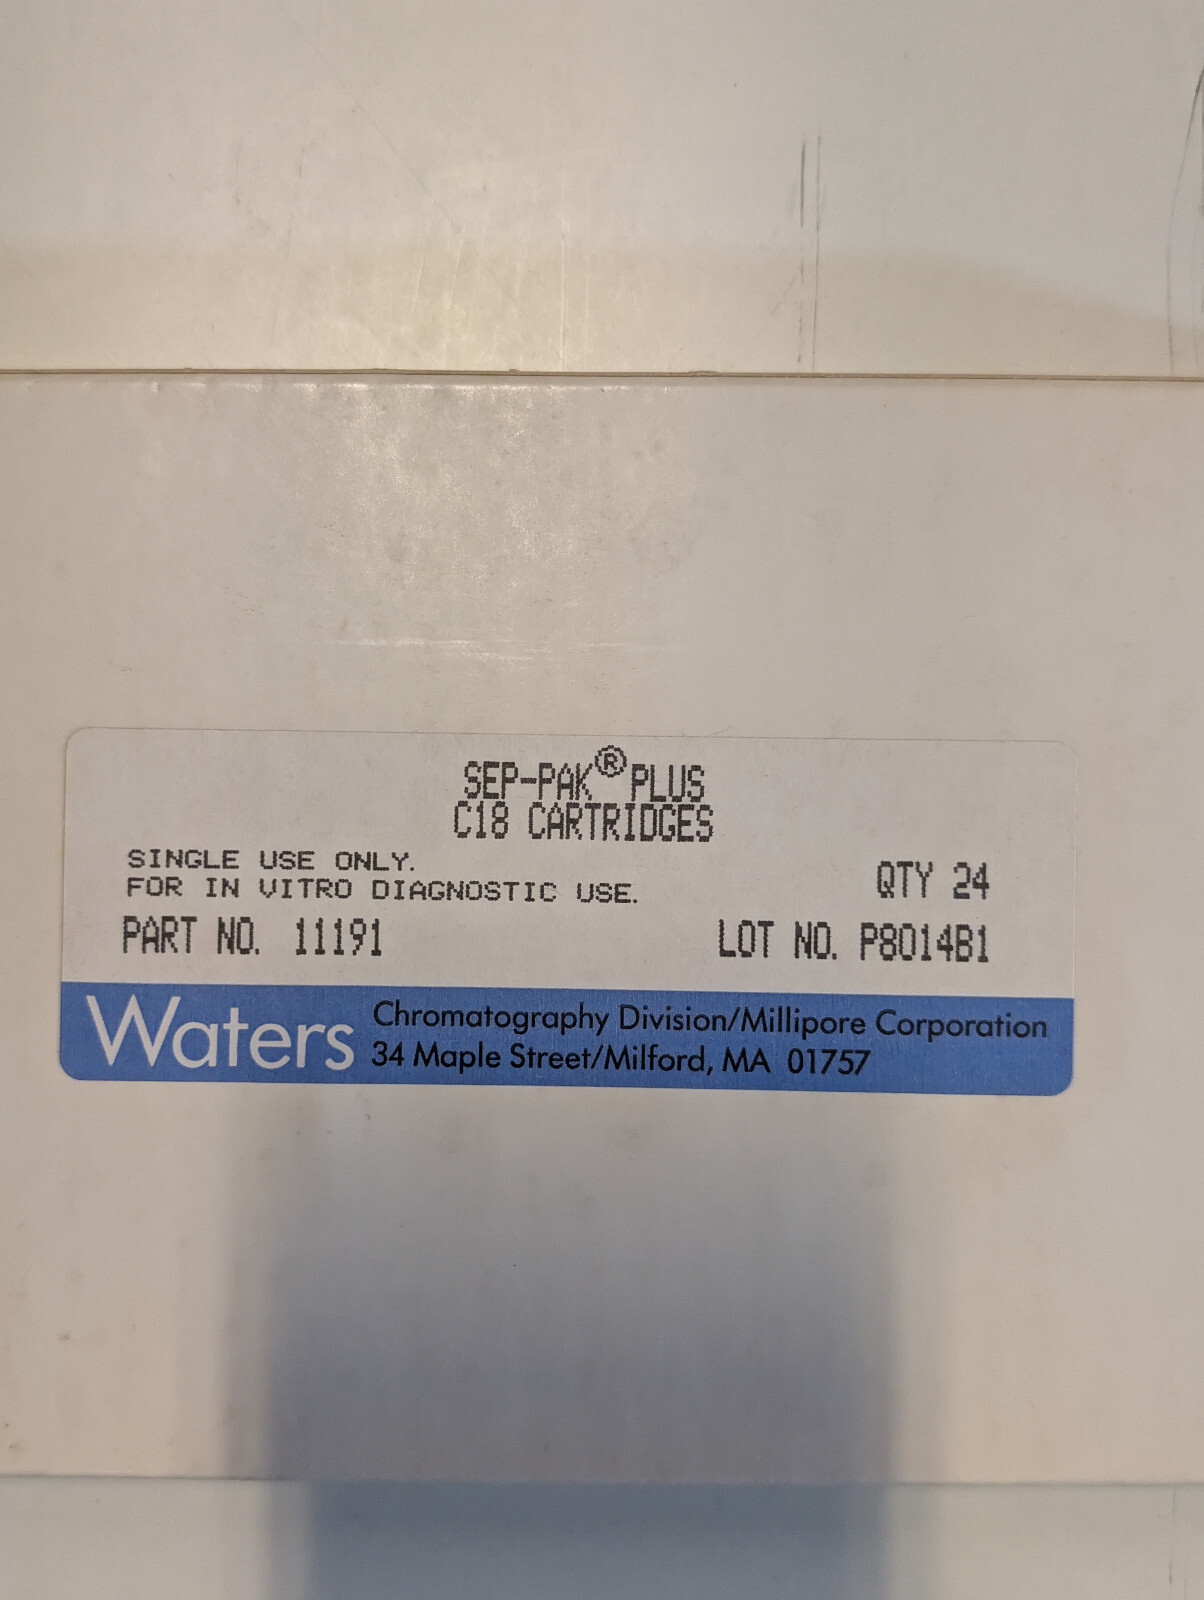 SEP-PAK® PLUS
C18 CARTRIDGES
SINGLE USE ONLY.
FOR IN VITRO DIAGNOSTIC USE.
QTY 24
PART NO. 11191
LOT NO. P8014B1
Waters
Chromatography Division/Millipore Corporation
34 Maple Street/Milford, MA 01757